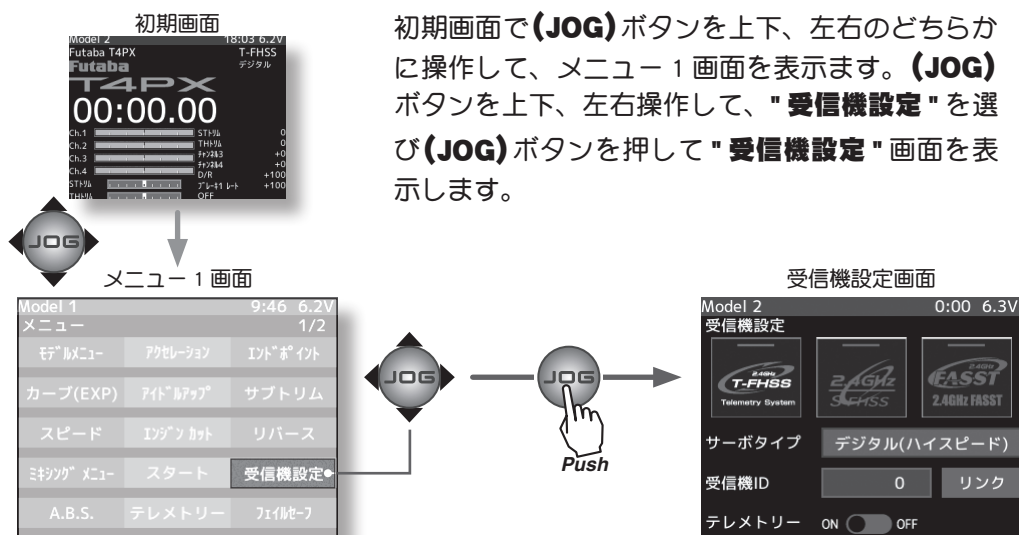 初期画面
Model 2 18:03 6.2V
Futaba T4PX T-FHSS
Futaba デジタル
T4PX
00:00.00
Ch.1 STﾄﾘﾑ 0
Ch.2 THﾄﾘﾑ 0
Ch.3 ﾁｬﾝﾈﾙ3 +0
Ch.4 ﾁｬﾝﾈﾙ4 +0
D/R +100
STﾄﾘﾑ ﾌﾞﾚｰｷ1 ﾚｰﾄ +100
THﾄﾘﾑ OFF
初期画面で(JOG)ボタンを上下、左右のどちらか
に操作して、メニュー 1 画面を表示ます。(JOG)
ボタンを上下、左右操作して、" 受信機設定 " を選
び(JOG)ボタンを押して " 受信機設定 " 画面を表
示します。
JOG
メニュー 1 画面
Model 1 9:46 6.2V
メニュー 1/2
ﾓﾃﾞﾙﾒﾆｭｰ ｱｸｾﾚｰｼｮﾝ ｴﾝﾄﾞﾎﾟｲﾝﾄ
カーブ(EXP) ｱｲﾄﾞﾙｱｯﾌﾟ サブトリム
スピード ｴﾝｼﾞﾝ ｶｯﾄ リバース
ﾐｷｼﾝｸﾞ ﾒﾆｭｰ スタート 受信機設定
A.B.S. テレメトリー ﾌｪｲﾙｾｰﾌ
JOG
JOG
Push
受信機設定画面
Model 2 0:00 6.3V
受信機設定
2.4GHz
T-FHSS
Telemetry System
2.4GHz
S-FHSS
2.4GHz
FASST
2.4GHz FASST
サーボタイプ デジタル(ハイスピード)
受信機ID 0 リンク
テレメトリー ON OFF